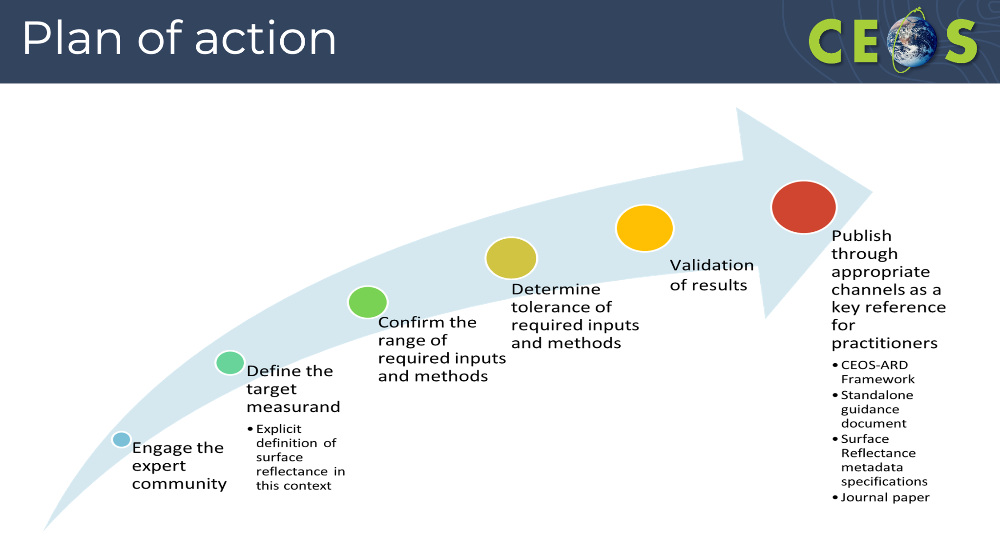 Plan of action
CEOS
Engage the
expert
community
Define the
target
measurand
• Explicit
definition of
surface
reflectance in
this context
Confirm the
range of
required inputs
and methods
Determine
tolerance of
required inputs
and methods
Validation
of results
Publish
through
appropriate
channels as a
key reference
for
practitioners
• CEOS-ARD
Framework
• Standalone
guidance
document
• Surface
Reflectance
metadata
specifications
• Journal paper